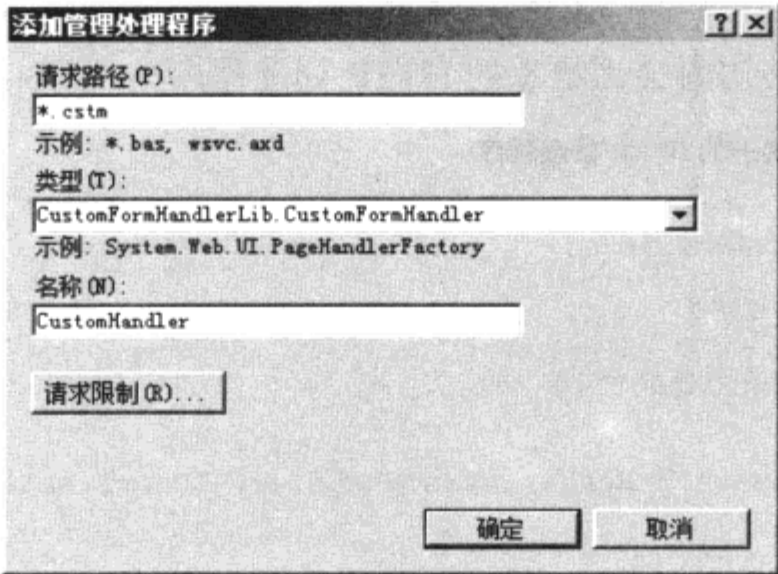 添加管理处理程序
请求路径(P):
*.cstm
示例: *.bas, wsvc.axd
类型(T):
CustomFormHandlerLib.CustomFormHandler
示例: System.Web.UI.PageHandlerFactory
名称(N):
CustomHandler
请求限制(R)...
确定 取消